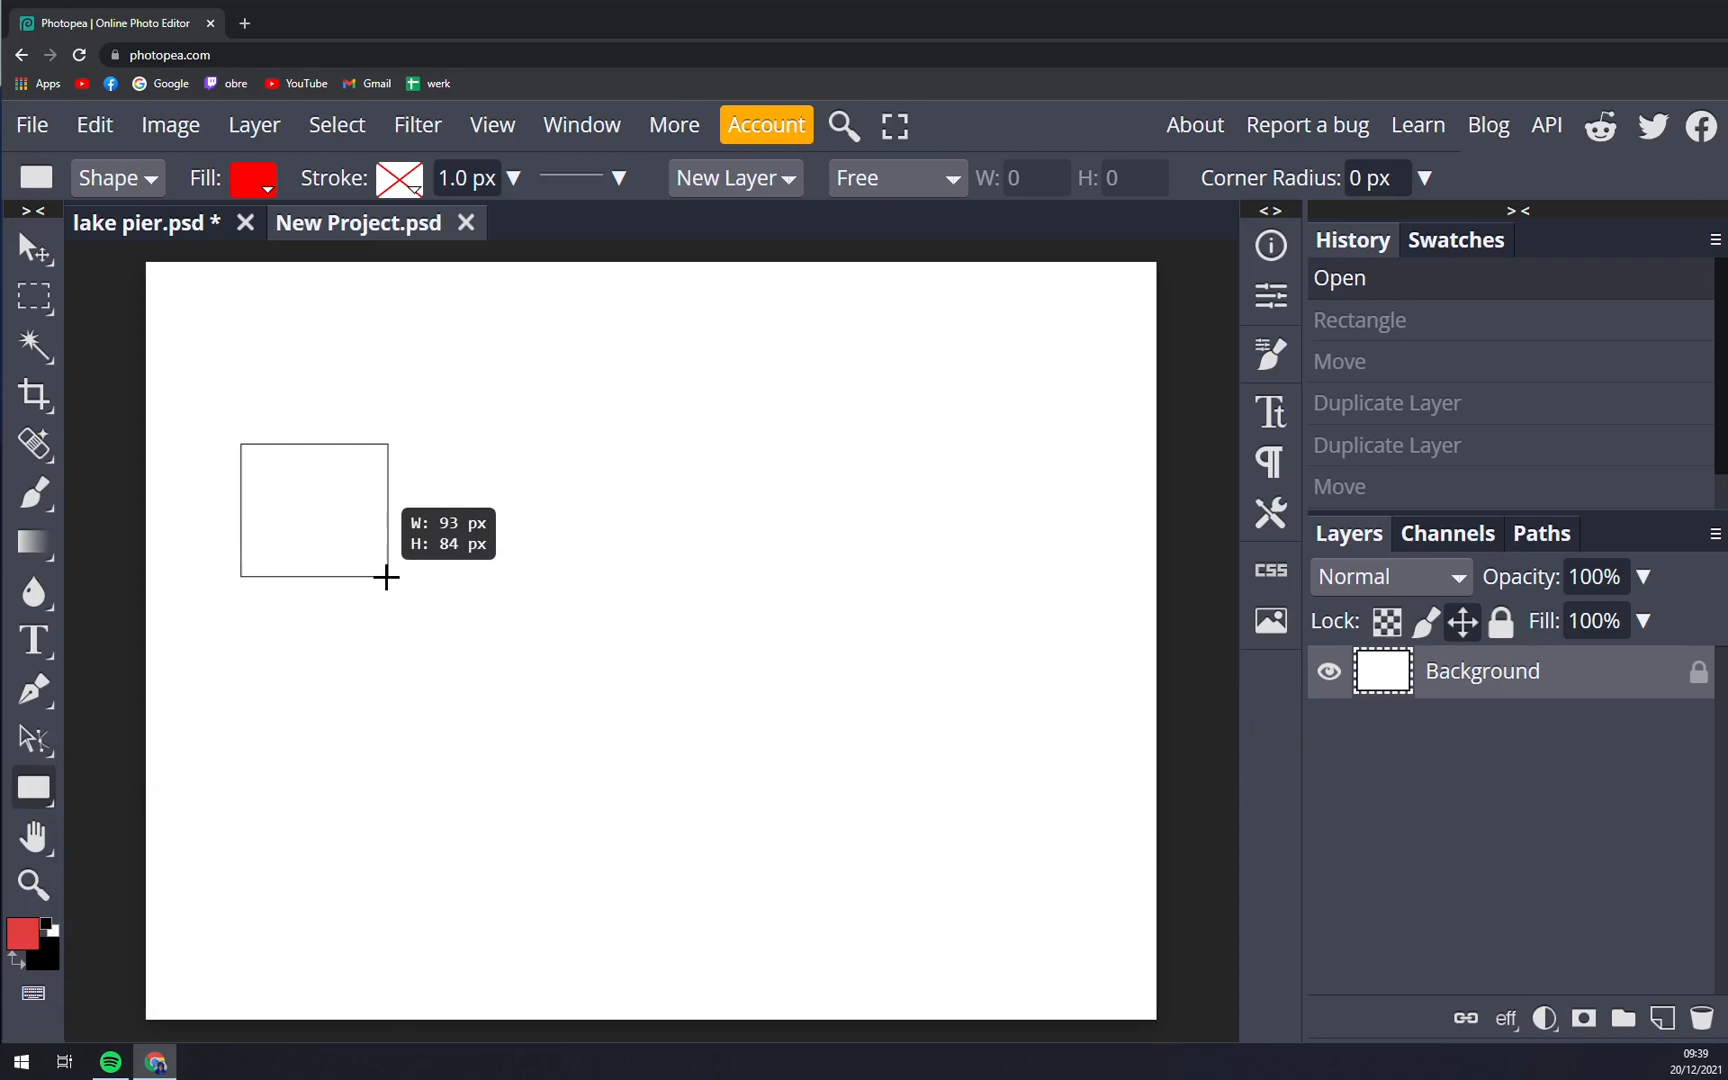 Photopea | Online Photo Editor
photopea.com
Apps Google obre YouTube Gmail werk
File Edit Image Layer Select Filter View Window More Account About Report a bug Learn Blog API
Shape Fill: Stroke: 1.0 px New Layer Free W: 0 H: 0 Corner Radius: 0 px
lake pier.psd * New Project.psd
History Swatches
Open
Rectangle
Move
Duplicate Layer
Duplicate Layer
Move
W: 93 px
H: 84 px
Layers Channels Paths
CSS
Normal Opacity: 100%
Lock: Fill: 100%
Background
eff
09:39
20/12/2021